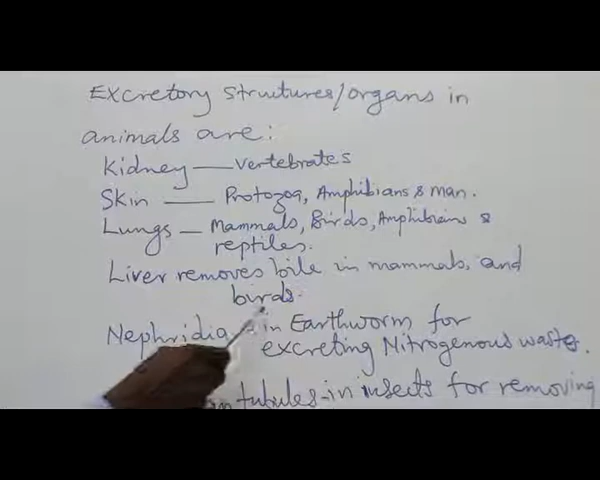 Excretory structures/organs in
animals are:
Kidney — Vertebrates
Skin — Protozoa, Amphibians & man.
Lungs — Mammals, Birds, Amphibians &
reptiles.
Liver removes bile in mammals, and
birds.
Nephridia in Earthworm for
excreting Nitrogenous wastes.
tubules-in insects for removing